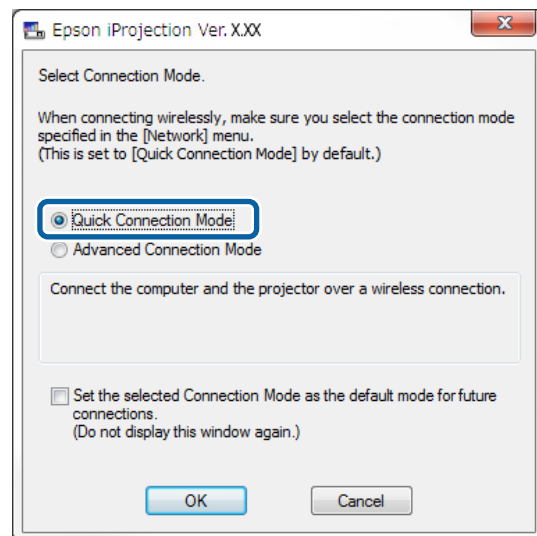 Epson iProjection Ver. X.XX
Select Connection Mode.
When connecting wirelessly, make sure you select the connection mode
specified in the [Network] menu.
(This is set to [Quick Connection Mode] by default.)
Quick Connection Mode
Advanced Connection Mode
Connect the computer and the projector over a wireless connection.
Set the selected Connection Mode as the default mode for future
connections.
(Do not display this window again.)
OK Cancel